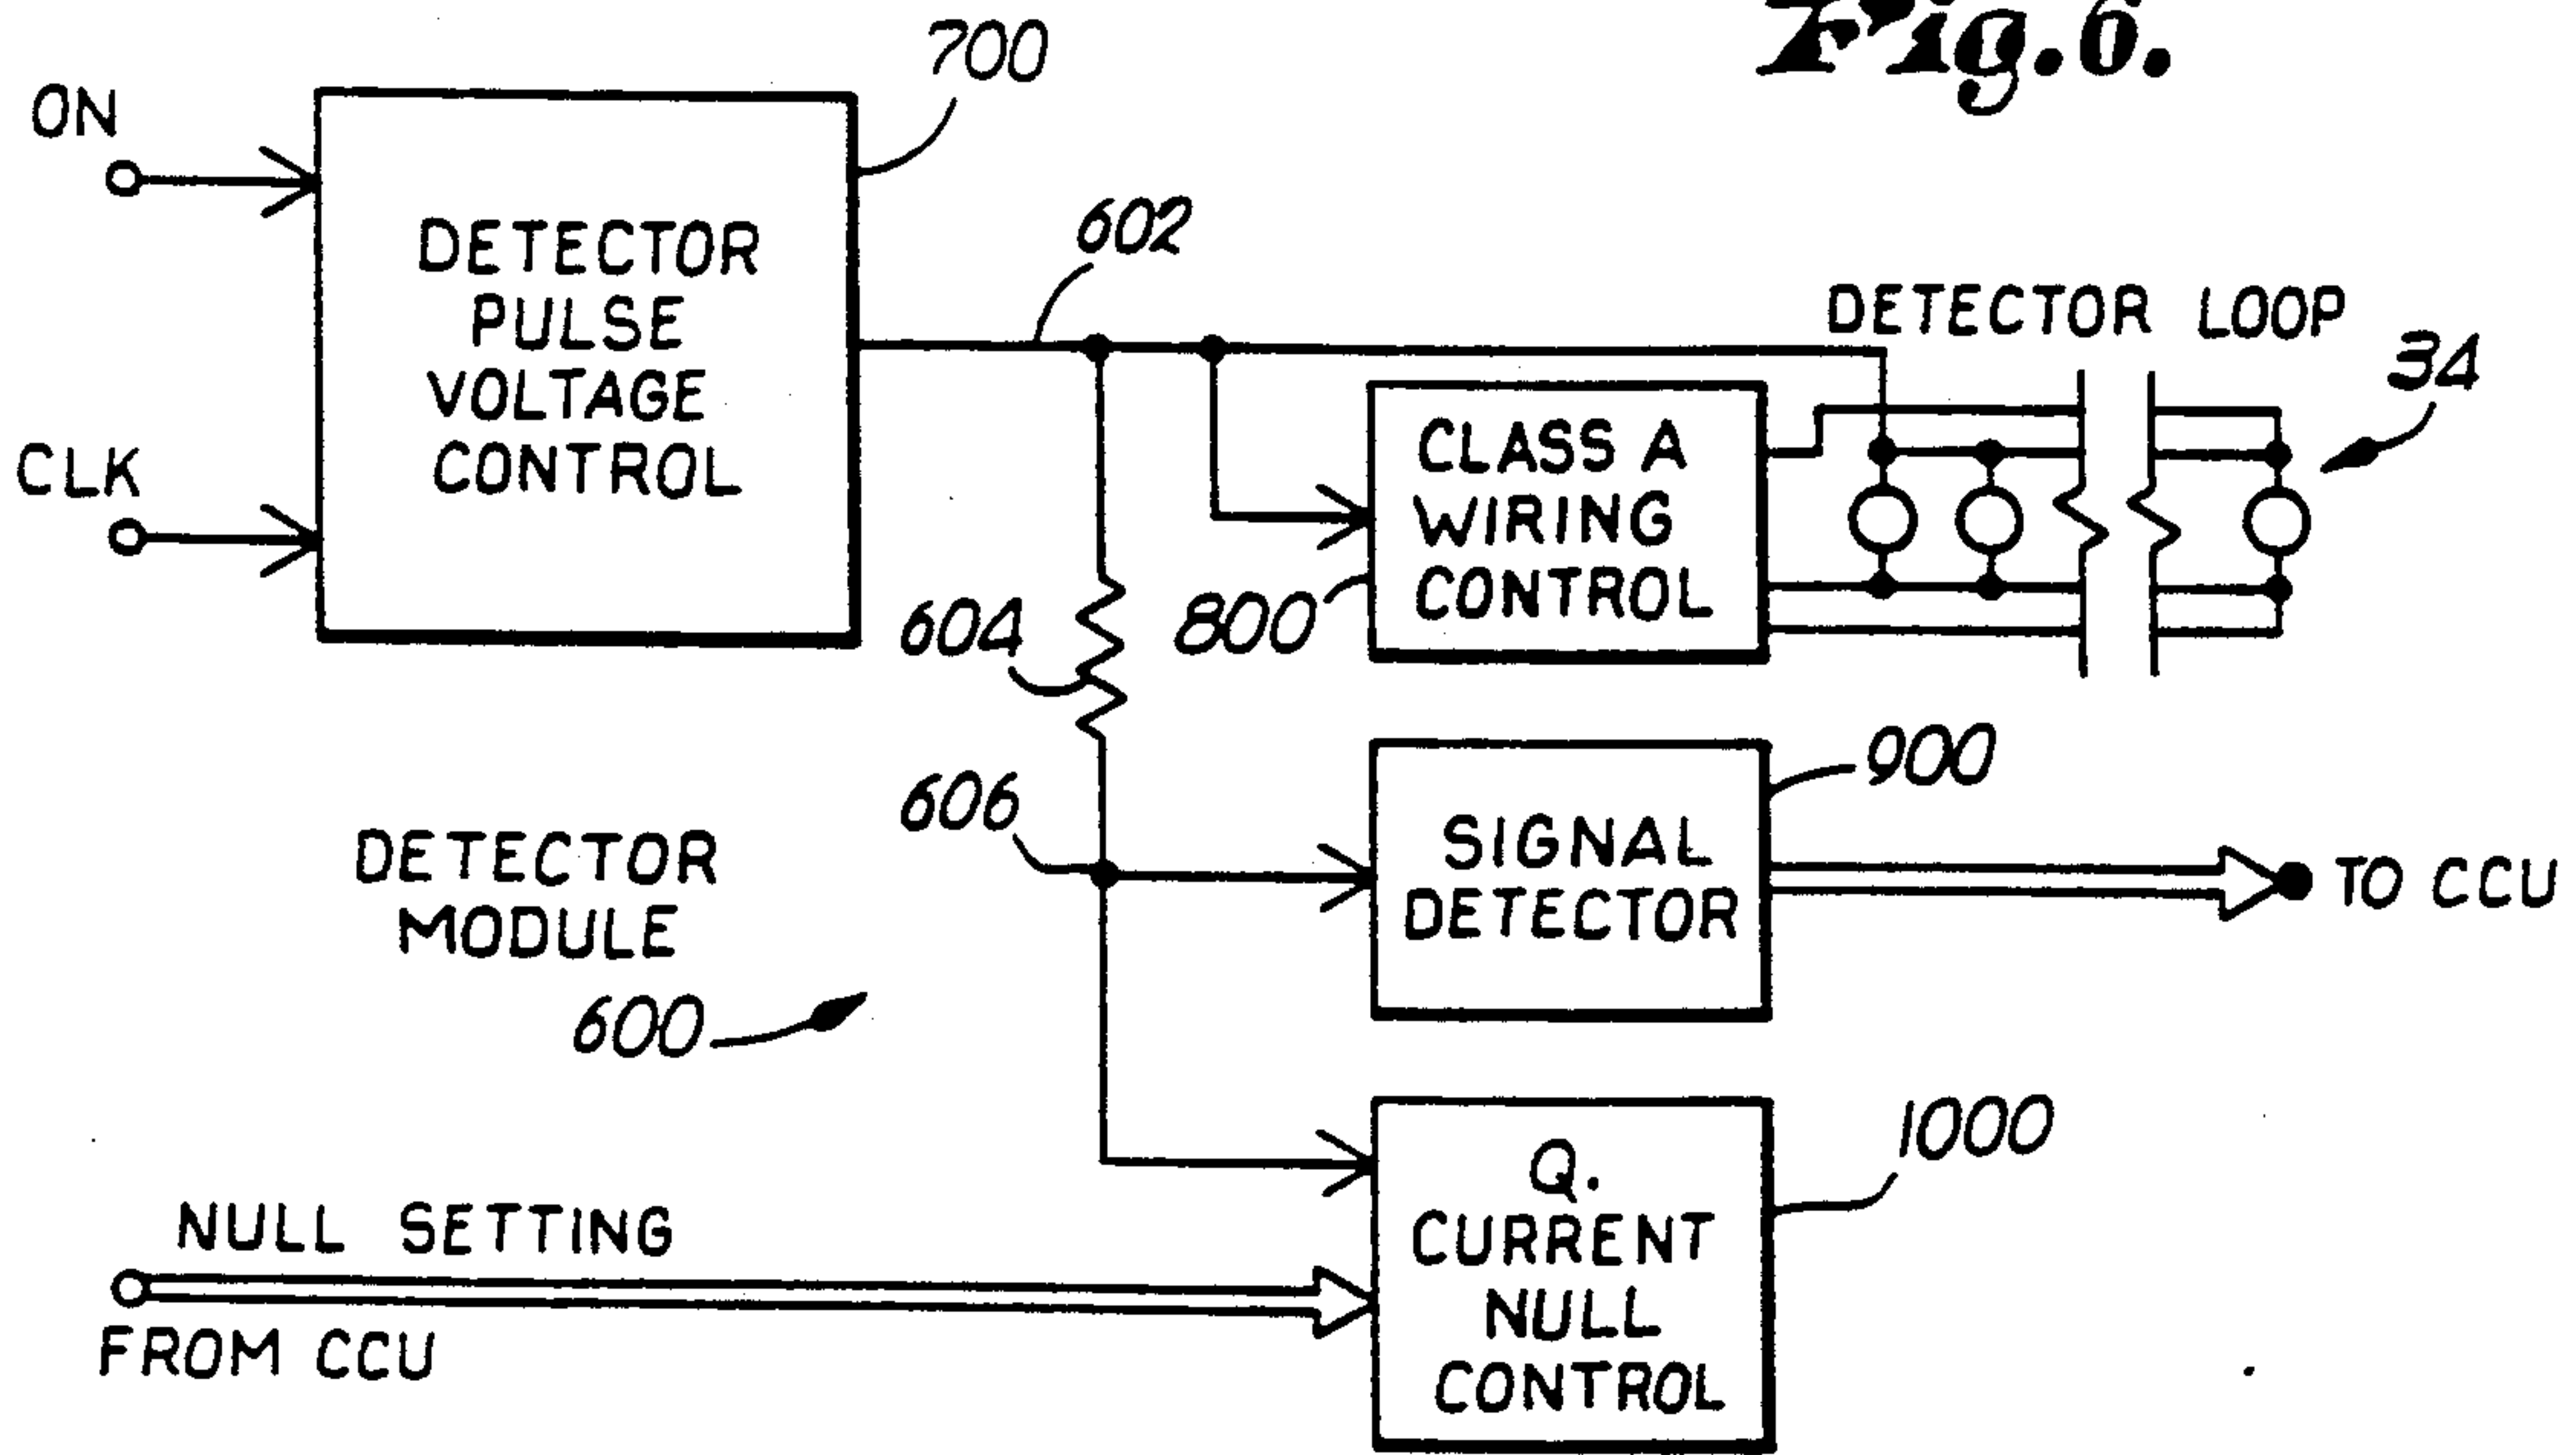 Fig. 6.
700
ON
DETECTOR
PULSE
VOLTAGE
CONTROL
CLK
602
DETECTOR LOOP
34
CLASS A
WIRING
CONTROL
800
604
606
SIGNAL
DETECTOR
900
TO CCU
DETECTOR
MODULE
600
Q.
CURRENT
NULL
CONTROL
1000
NULL SETTING
FROM CCU